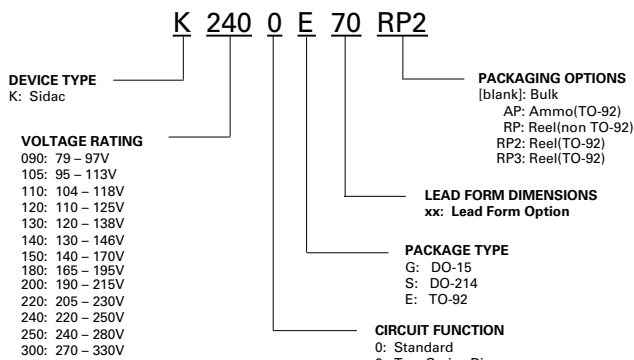 K 240 0 E 70 RP2
DEVICE TYPE
K: Sidac
VOLTAGE RATING
090: 79 – 97V
105: 95 – 113V
110: 104 – 118V
120: 110 – 125V
130: 120 – 138V
140: 130 – 146V
150: 140 – 170V
180: 165 – 195V
200: 190 – 215V
220: 205 – 230V
240: 220 – 250V
250: 240 – 280V
300: 270 – 330V
PACKAGING OPTIONS
[blank]: Bulk
AP: Ammo(TO-92)
RP: Reel(non TO-92)
RP2: Reel(TO-92)
RP3: Reel(TO-92)
LEAD FORM DIMENSIONS
xx: Lead Form Option
PACKAGE TYPE
G: DO-15
S: DO-214
E: TO-92
CIRCUIT FUNCTION
0: Standard